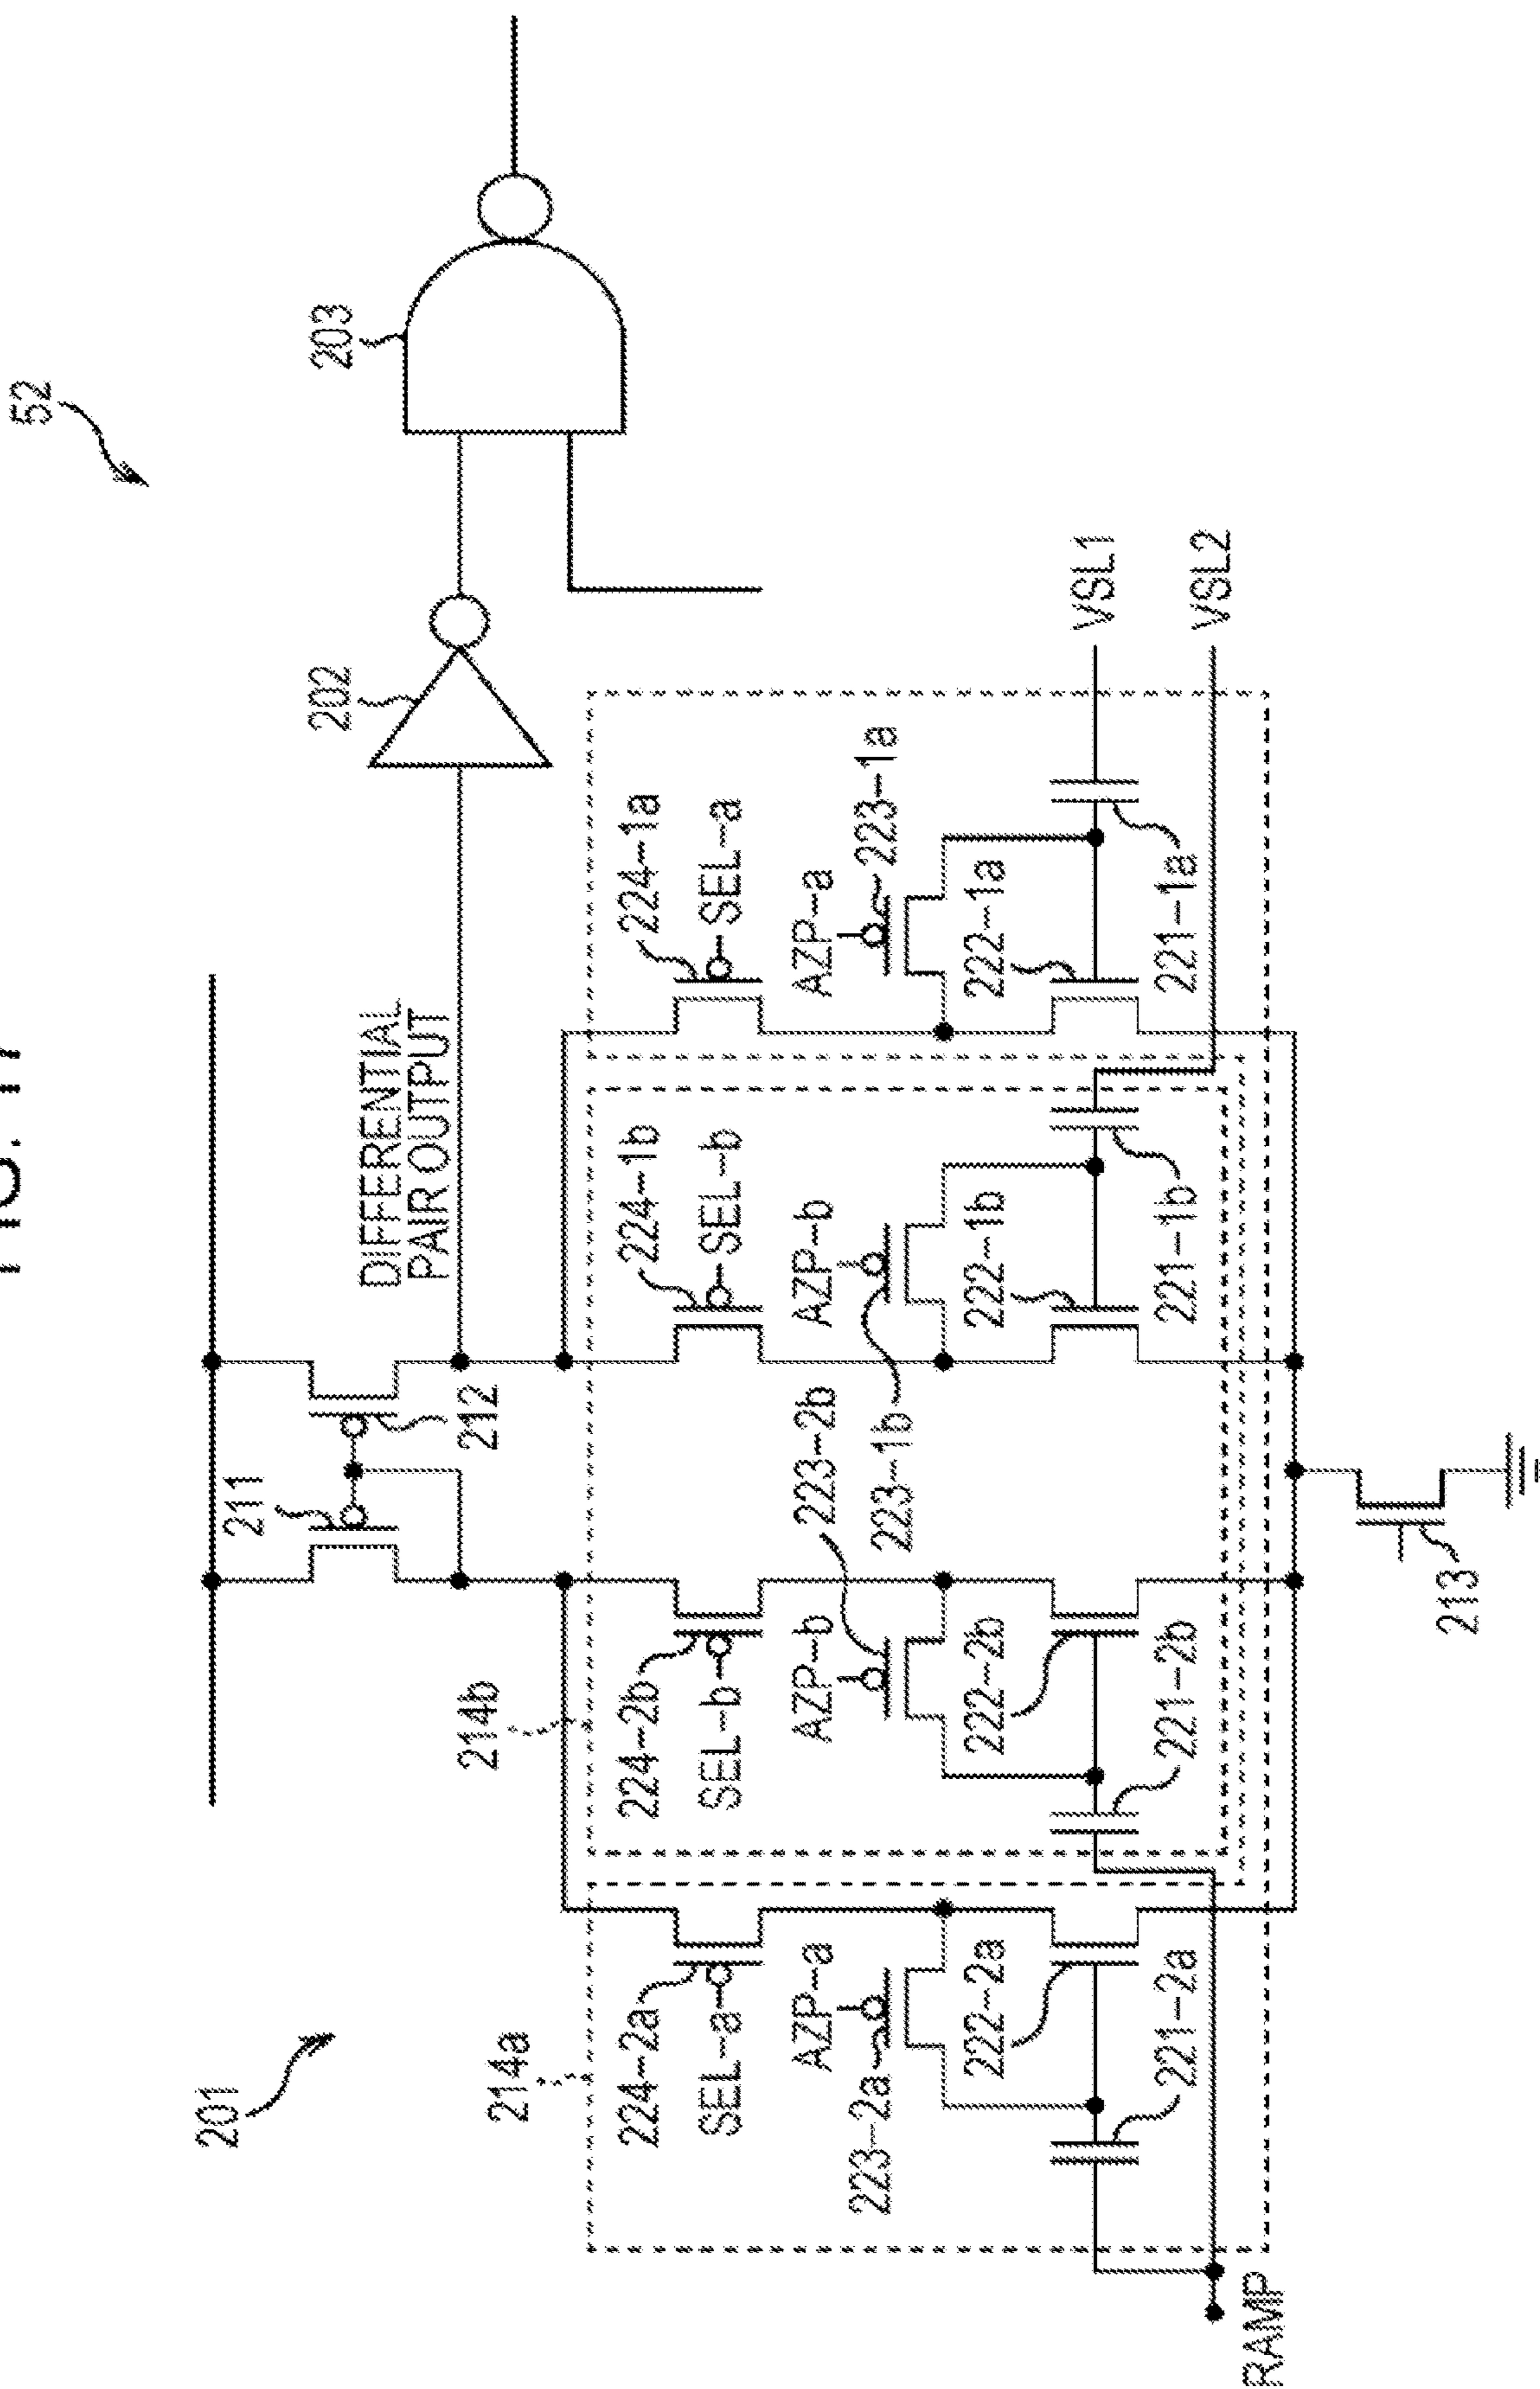 52
201
211
202
203
DIFFERENTIAL
PAIR OUTPUT
214a
214b
212
224-2a
224-2b
224-1b
224-1a
SEL-a
SEL-b
SEL-b
SEL-a
AZP-a
AZP-b
223-2b
AZP-b
AZP-a
223-2a
223-1b
223-1a
222-2a
222-2b
222-1b
222-1a
VSL1
221-2a
221-2b
221-1b
221-1a
VSL2
RAMP
213